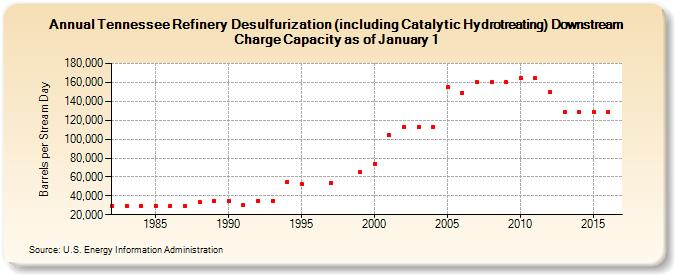 Annual Tennessee Refinery Desulfurization (including Catalytic Hydrotreating) Downstream
Charge Capacity as of January 1
Barrels per Stream Day
180,000
160,000
140,000
120,000
100,000
80,000
60,000
40,000
20,000
1985 1990 1995 2000 2005 2010 2015
Source: U.S. Energy Information Administration